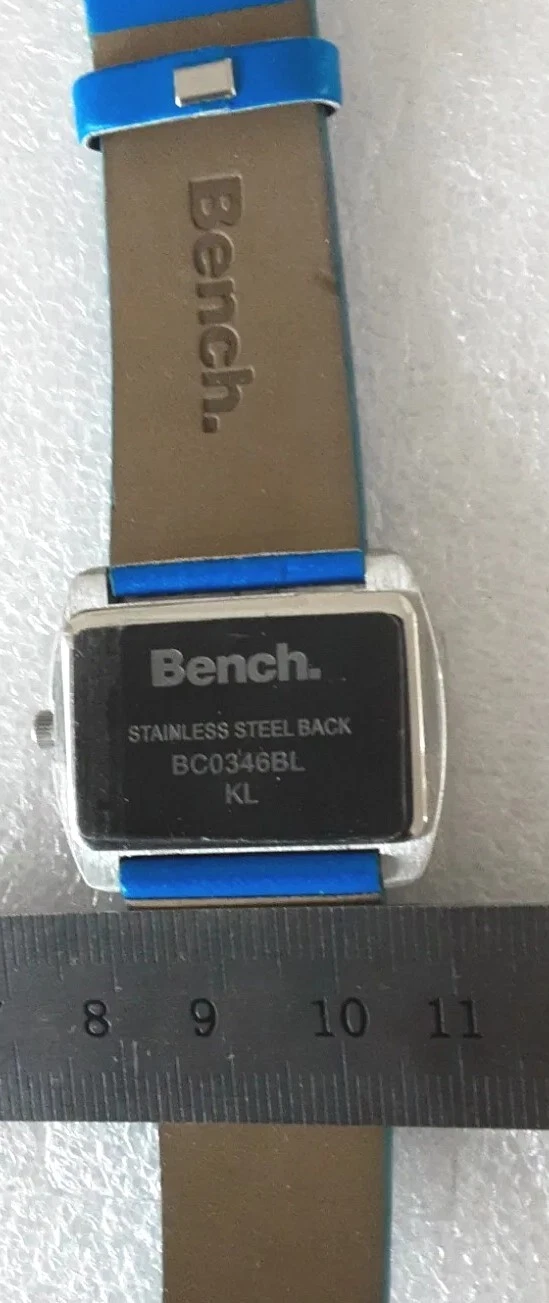 Bench.
Bench.
STAINLESS STEEL BACK
BC0346BL
KL
8 9 10 11